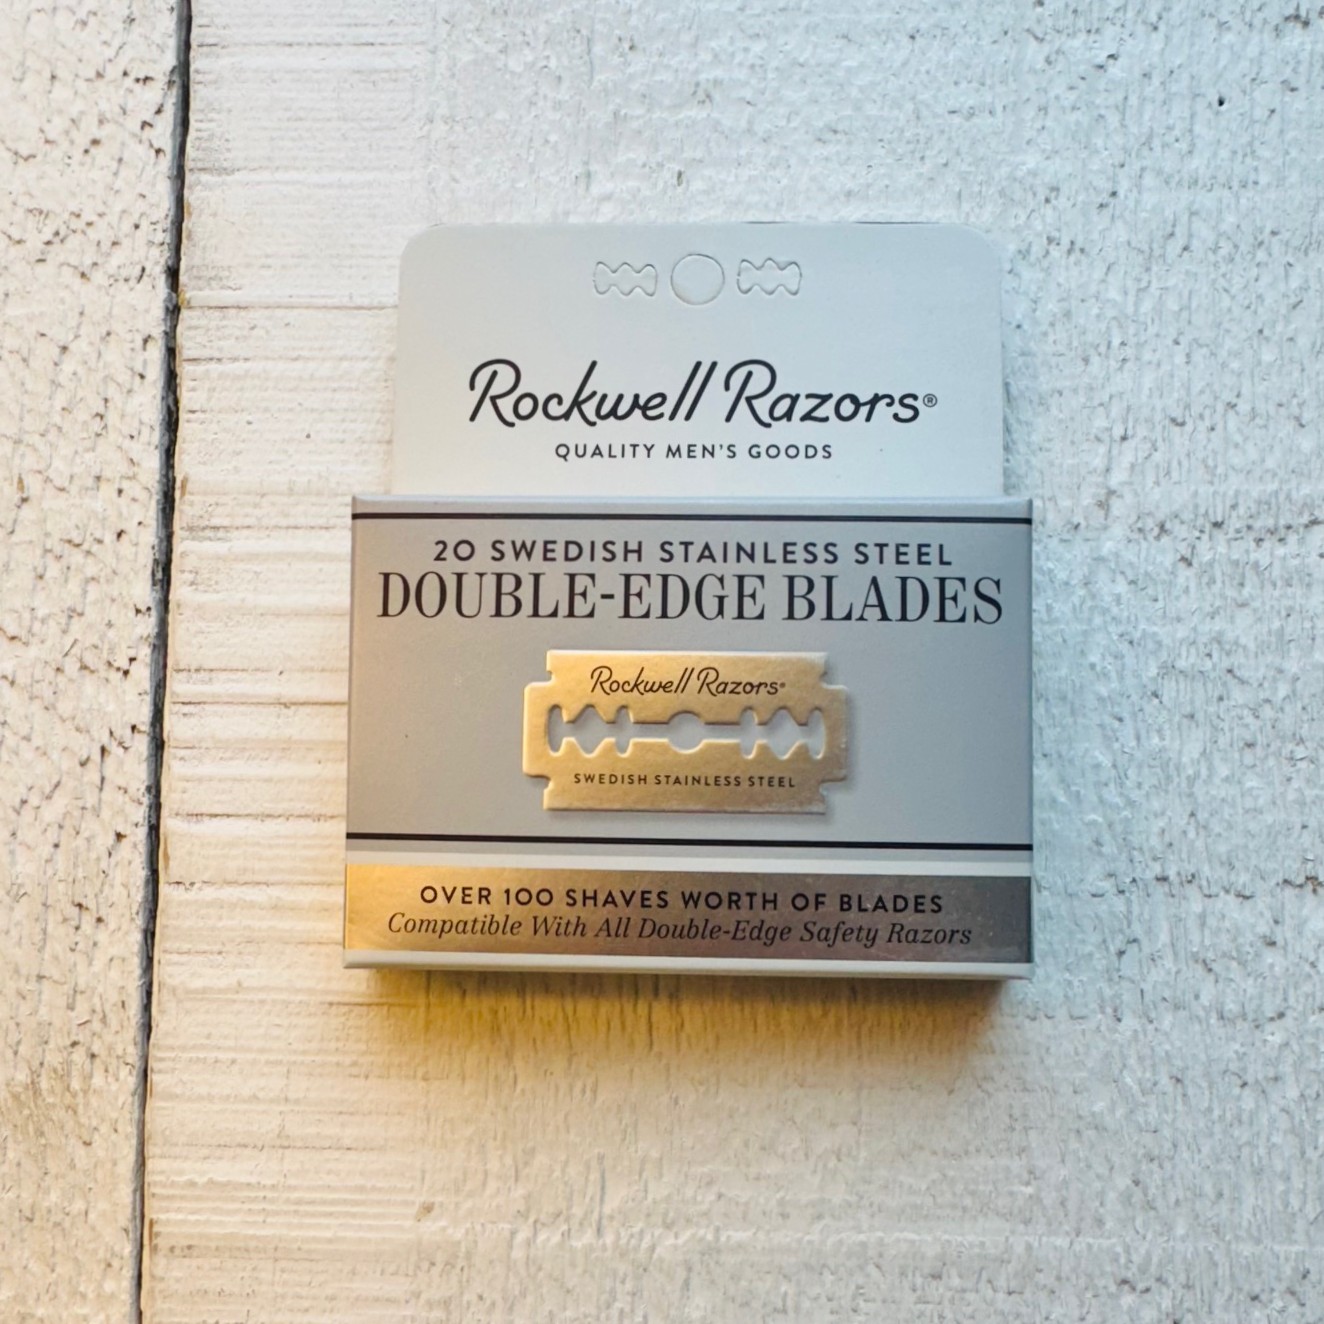 Rockwell Razors®
QUALITY MEN'S GOODS
20 SWEDISH STAINLESS STEEL
DOUBLE-EDGE BLADES
Rockwell Razors®
SWEDISH STAINLESS STEEL
OVER 100 SHAVES WORTH OF BLADES
Compatible With All Double-Edge Safety Razors